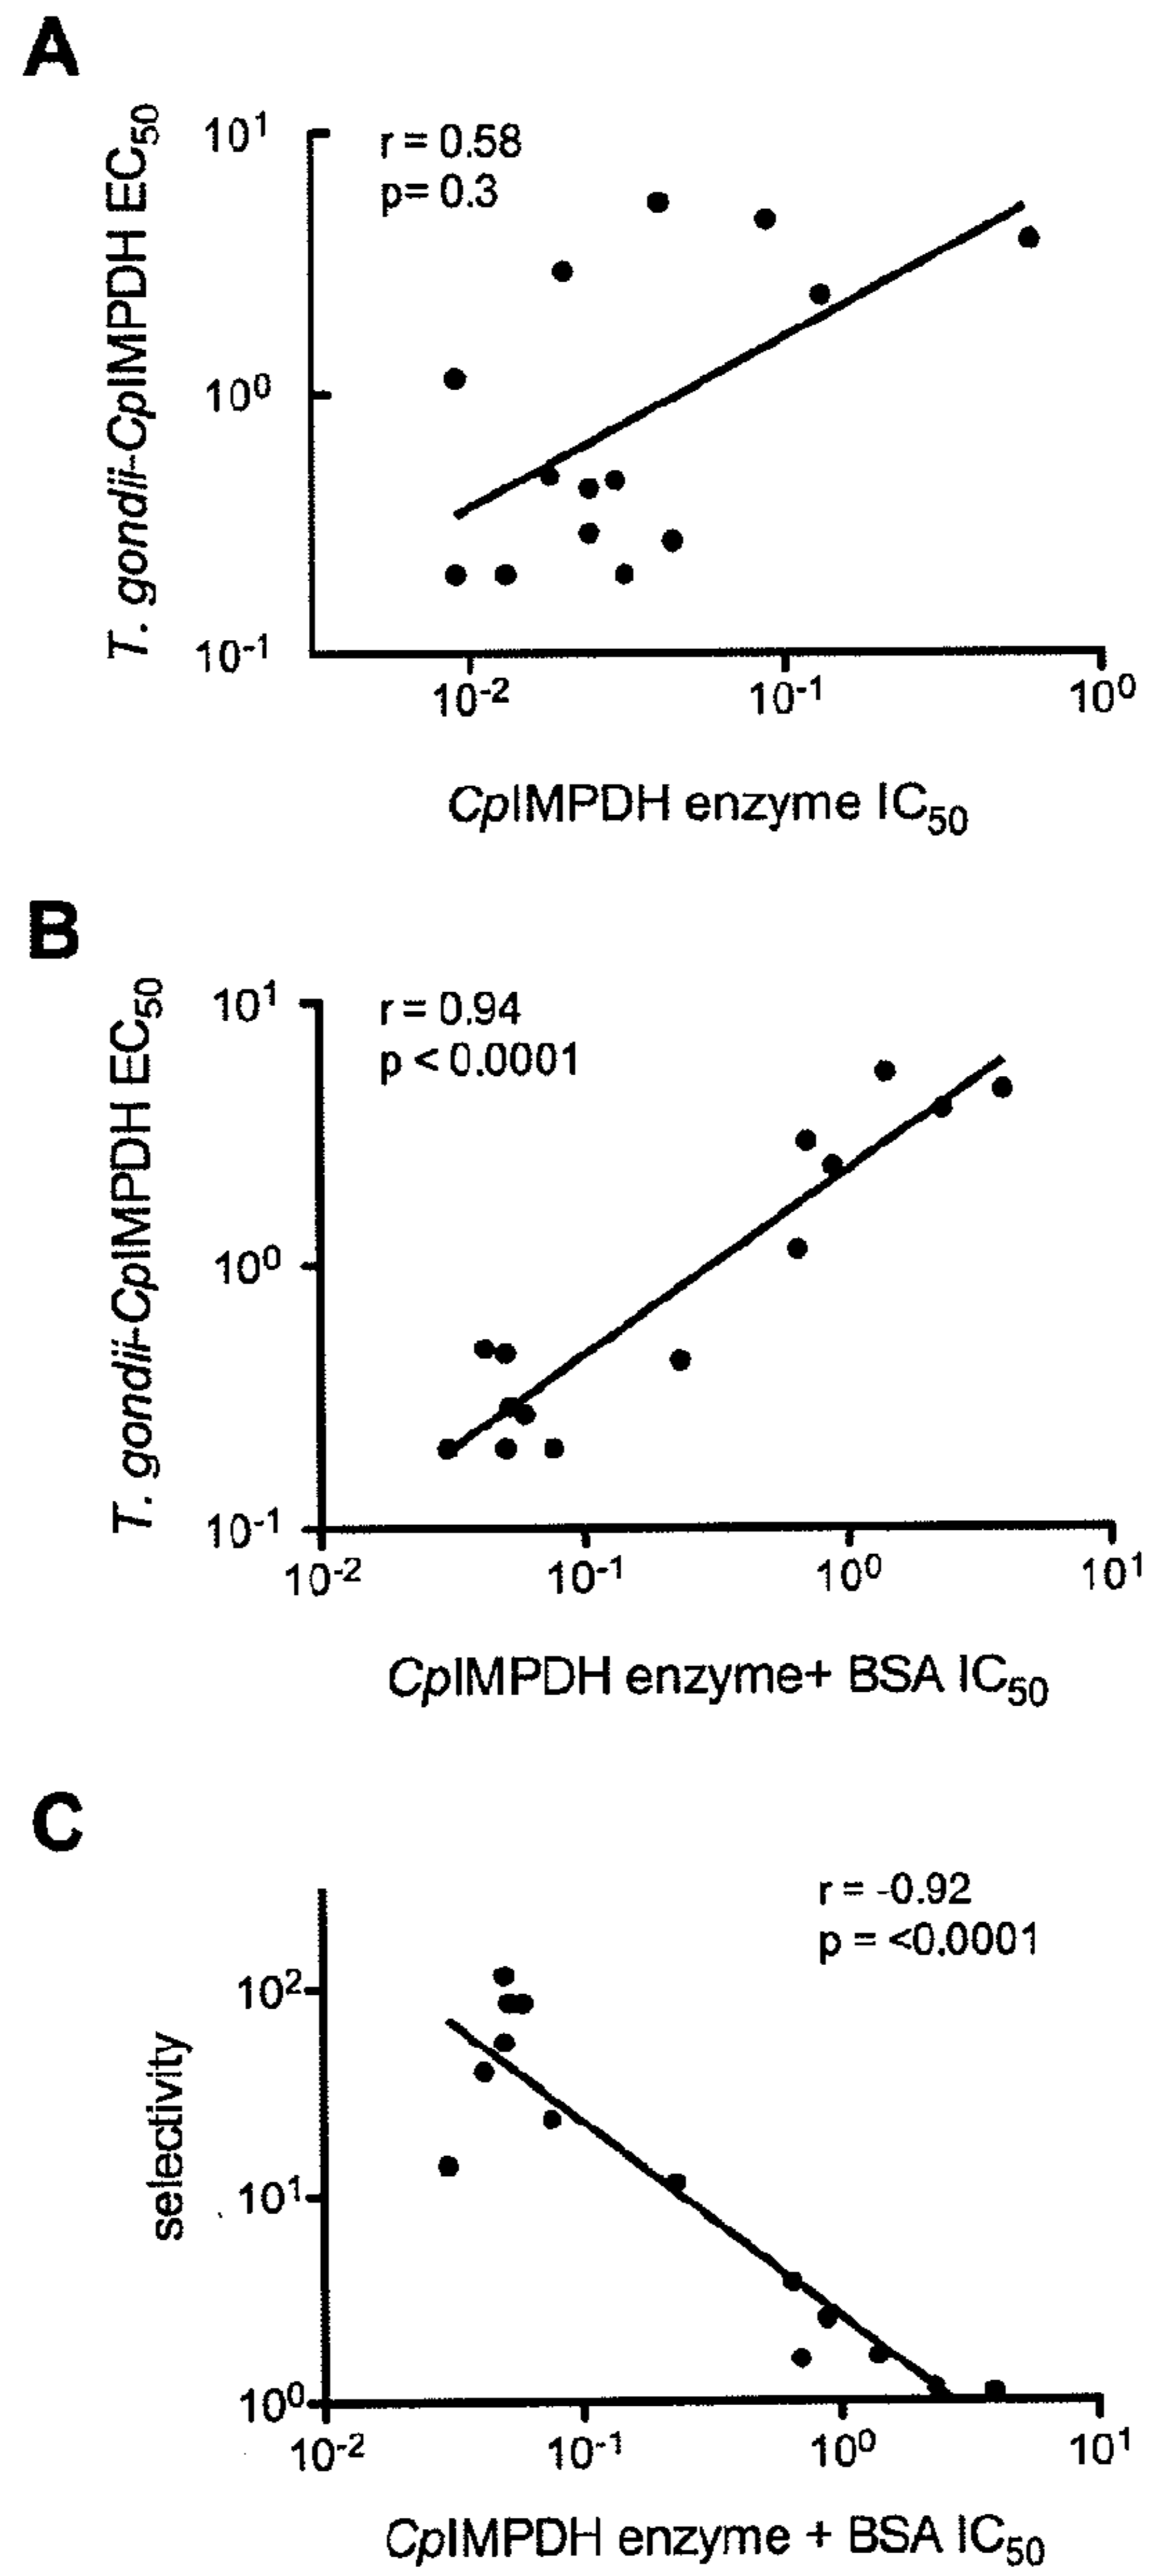 A
T. gondii-CpIMPDH EC50
10^1
r = 0.58
p= 0.3
10^0
10^-1
10^-2
10^-1
10^0
CpIMPDH enzyme IC50
B
T. gondii-CpIMPDH EC50
10^1
r = 0.94
p < 0.0001
10^0
10^-1
10^-2
10^-1
10^0
10^1
CpIMPDH enzyme+ BSA IC50
C
r = -0.92
p = <0.0001
selectivity
10^2
10^1
10^0
10^-2
10^-1
10^0
10^1
CpIMPDH enzyme + BSA IC50